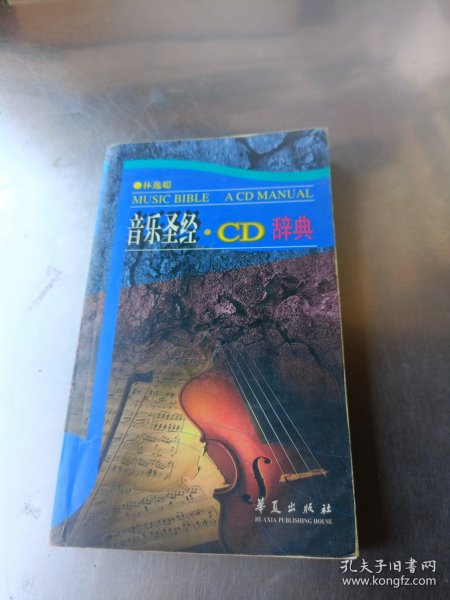 ●林逸聪
MUSIC BIBLE A CD MANUAL
音乐圣经·CD辞典
华夏出版社
HUAXIA PUBLISHING HOUSE
孔夫子旧书网
www.kongfz.com